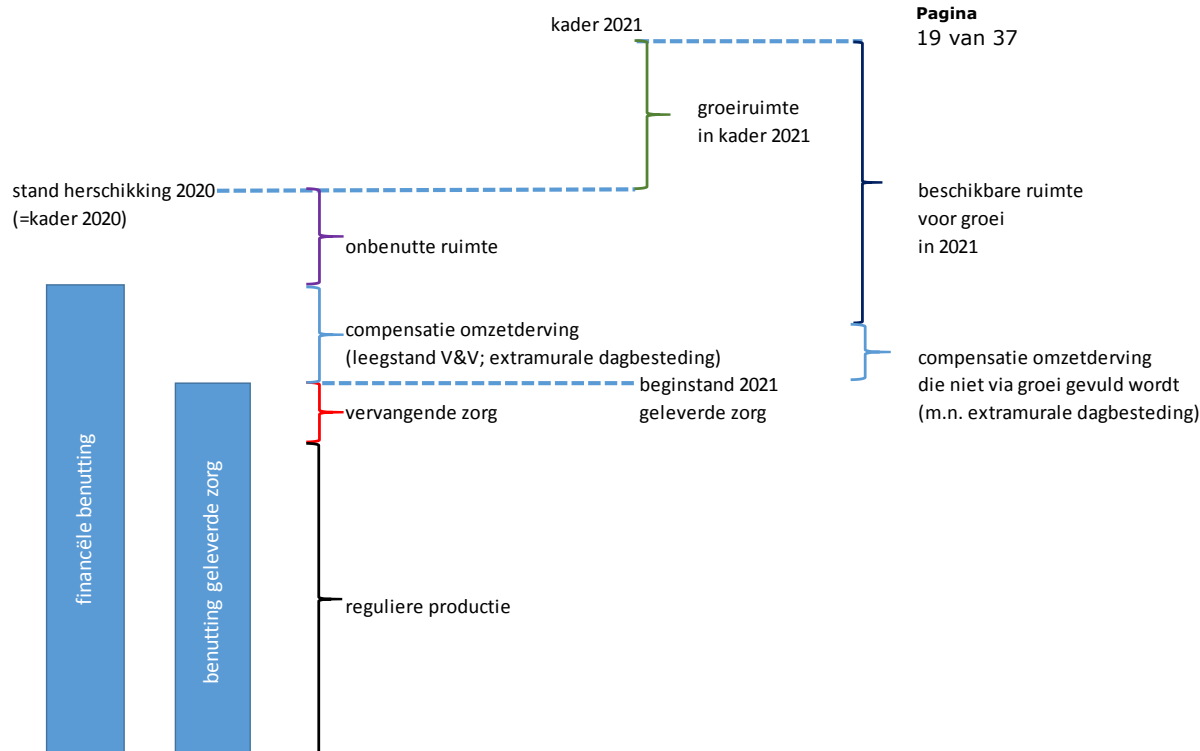 Pagina
19 van 37
kader 2021
groeiruimte
in kader 2021
stand herschikking 2020
(=kader 2020)
beschikbare ruimte
voor groei
in 2021
onbenutte ruimte
compensatie omzetderving
(leegstand V&V; extramurale dagbesteding)
compensatie omzetderving
die niet via groei gevuld wordt
(m.n. extramurale dagbesteding)
beginstand 2021
geleverde zorg
vervangende zorg
financiële benutting
benutting geleverde zorg
reguliere productie